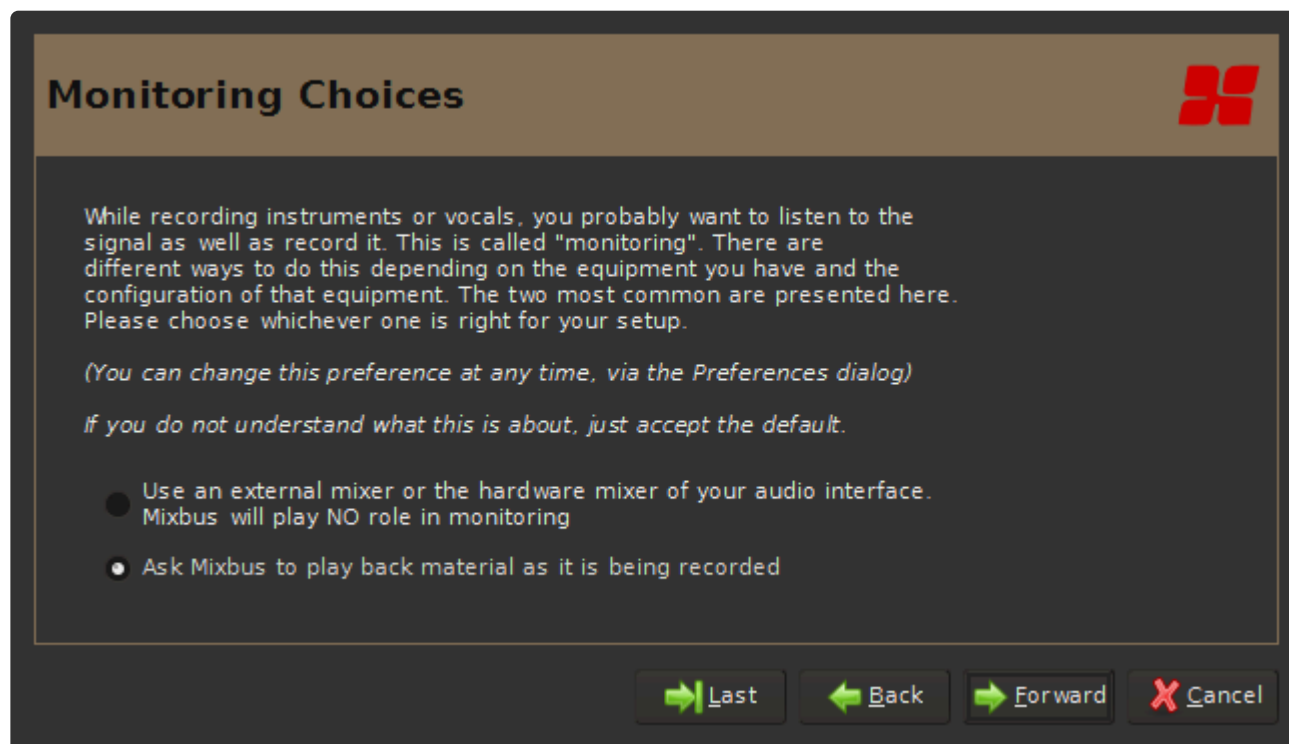 Monitoring Choices
While recording instruments or vocals, you probably want to listen to the
signal as well as record it. This is called "monitoring". There are
different ways to do this depending on the equipment you have and the
configuration of that equipment. The two most common are presented here.
Please choose whichever one is right for your setup.
(You can change this preference at any time, via the Preferences dialog)
If you do not understand what this is about, just accept the default.
Use an external mixer or the hardware mixer of your audio interface.
Mixbus will play NO role in monitoring
Ask Mixbus to play back material as it is being recorded
Last Back Forward Cancel